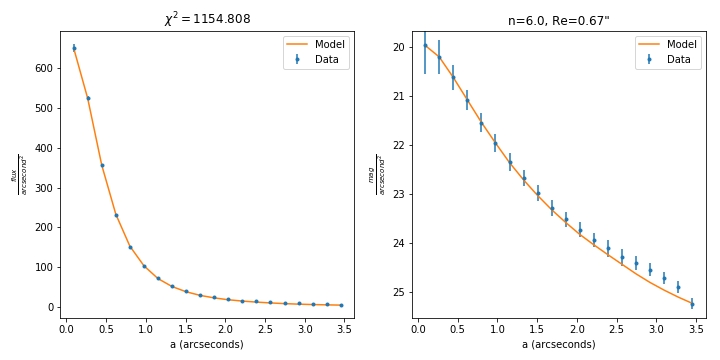 χ² = 1154.808
Model
Data
600
500
400
300
200
100
0
flux
arcsecond²
0.0 0.5 1.0 1.5 2.0 2.5 3.0 3.5
a (arcseconds)
n=6.0, Re=0.67"
Model
Data
20
21
22
23
24
25
mag
arcsecond²
0.0 0.5 1.0 1.5 2.0 2.5 3.0 3.5
a (arcseconds)